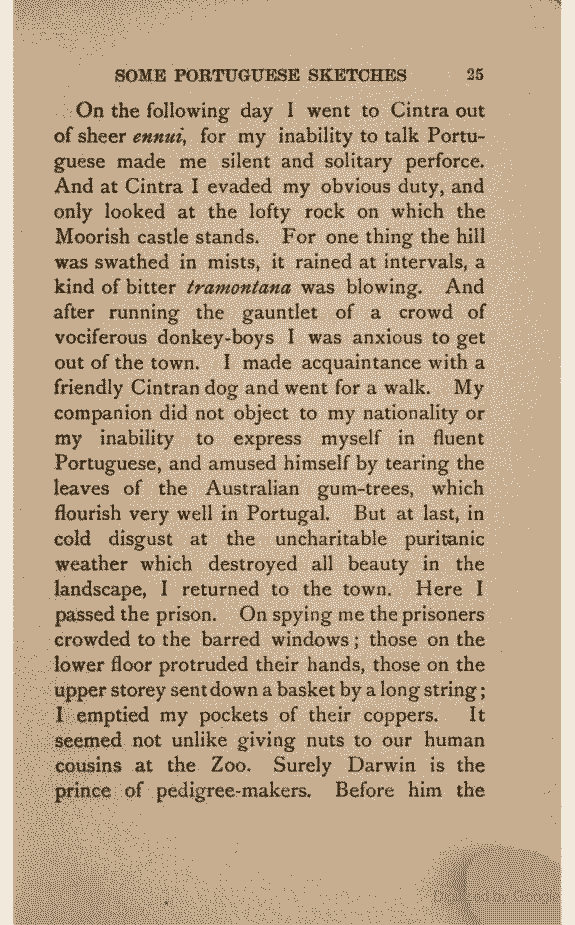 SOME PORTUGUESE SKETCHES 25
On the following day I went to Cintra out
of sheer ennui, for my inability to talk Portu-
guese made me silent and solitary perforce.
And at Cintra I evaded my obvious duty, and
only looked at the lofty rock on which the
Moorish castle stands. For one thing the hill
was swathed in mists, it rained at intervals, a
kind of bitter tramontana was blowing. And
after running the gauntlet of a crowd of
vociferous donkey-boys I was anxious to get
out of the town. I made acquaintance with a
friendly Cintran dog and went for a walk. My
companion did not object to my nationality or
my inability to express myself in fluent
Portuguese, and amused himself by tearing the
leaves of the Australian gum-trees, which
flourish very well in Portugal. But at last, in
cold disgust at the uncharitable puritanic
weather which destroyed all beauty in the
landscape, I returned to the town. Here I
passed the prison. On spying me the prisoners
crowded to the barred windows; those on the
lower floor protruded their hands, those on the
upper storey sent down a basket by a long string;
I emptied my pockets of their coppers. It
seemed not unlike giving nuts to our human
cousins at the Zoo. Surely Darwin is the
prince of pedigree-makers. Before him the
Digitized by Google